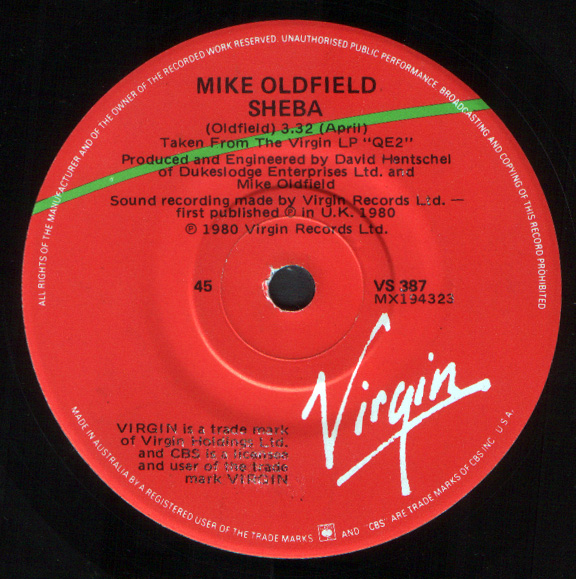 ALL RIGHTS OF THE MANUFACTURER AND OF THE OWNER OF THE RECORDED WORK RESERVED. UNAUTHORISED PUBLIC PERFORMANCE, BROADCASTING AND COPYING OF THIS RECORD PROHIBITED
MIKE OLDFIELD
SHEBA
(Oldfield) 3.32 (April)
Taken From The Virgin LP "QE2"
Produced and Engineered by David Hentschel
of Dukeslodge Enterprises Ltd. and
Mike Oldfield
Sound recording made by Virgin Records Ltd. —
first published ℗ in U.K. 1980
℗ 1980 Virgin Records Ltd.
45
VS 387
MX194323
Virgin
VIRGIN is a trade mark
of Virgin Holdings Ltd.
and CBS is a licensee
and user of the trade
mark VIRGIN
MADE IN AUSTRALIA BY A REGISTERED USER OF THE TRADE MARKS AND "CBS" ARE TRADE MARKS OF CBS INC. U.S.A.